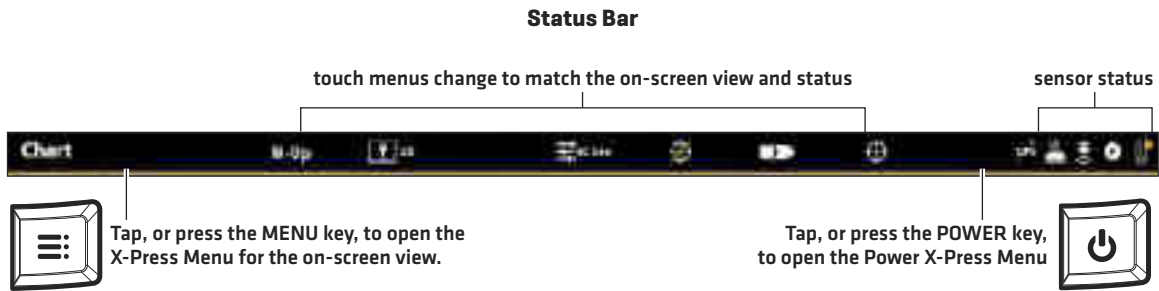 Status Bar
touch menus change to match the on-screen view and status
sensor status
Chart
N-Up
Tap, or press the MENU key, to open the
X-Press Menu for the on-screen view.
Tap, or press the POWER key,
to open the Power X-Press Menu